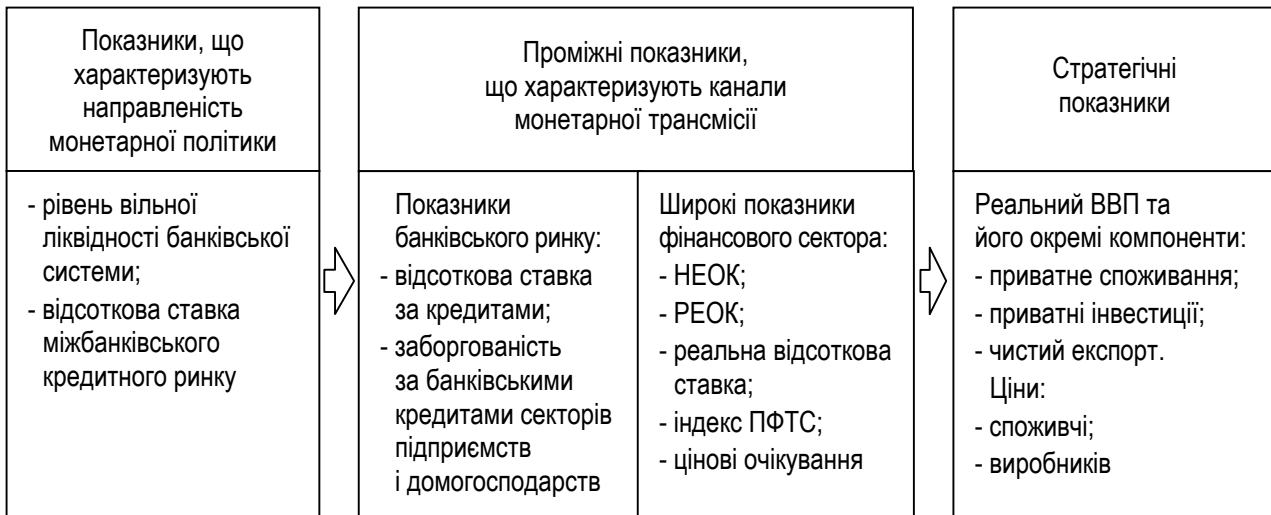 Показники, що
характеризують
направленість
монетарної політики
- рівень вільної
ліквідності банківської
системи;
- відсоткова ставка
міжбанківського
кредитного ринку
Проміжні показники,
що характеризують канали
монетарної трансмісії
Показники
банківського ринку:
- відсоткова ставка
за кредитами;
- заборгованість
за банківськими
кредитами секторів
підприємств
і домогосподарств
Широкі показники
фінансового сектора:
- НЕОК;
- РЕОК;
- реальна відсоткова
ставка;
- індекс ПФТС;
- цінові очікування
Стратегічні
показники
Реальний ВВП та
його окремі компоненти:
- приватне споживання;
- приватні інвестиції;
- чистий експорт.
Ціни:
- споживчі;
- виробників